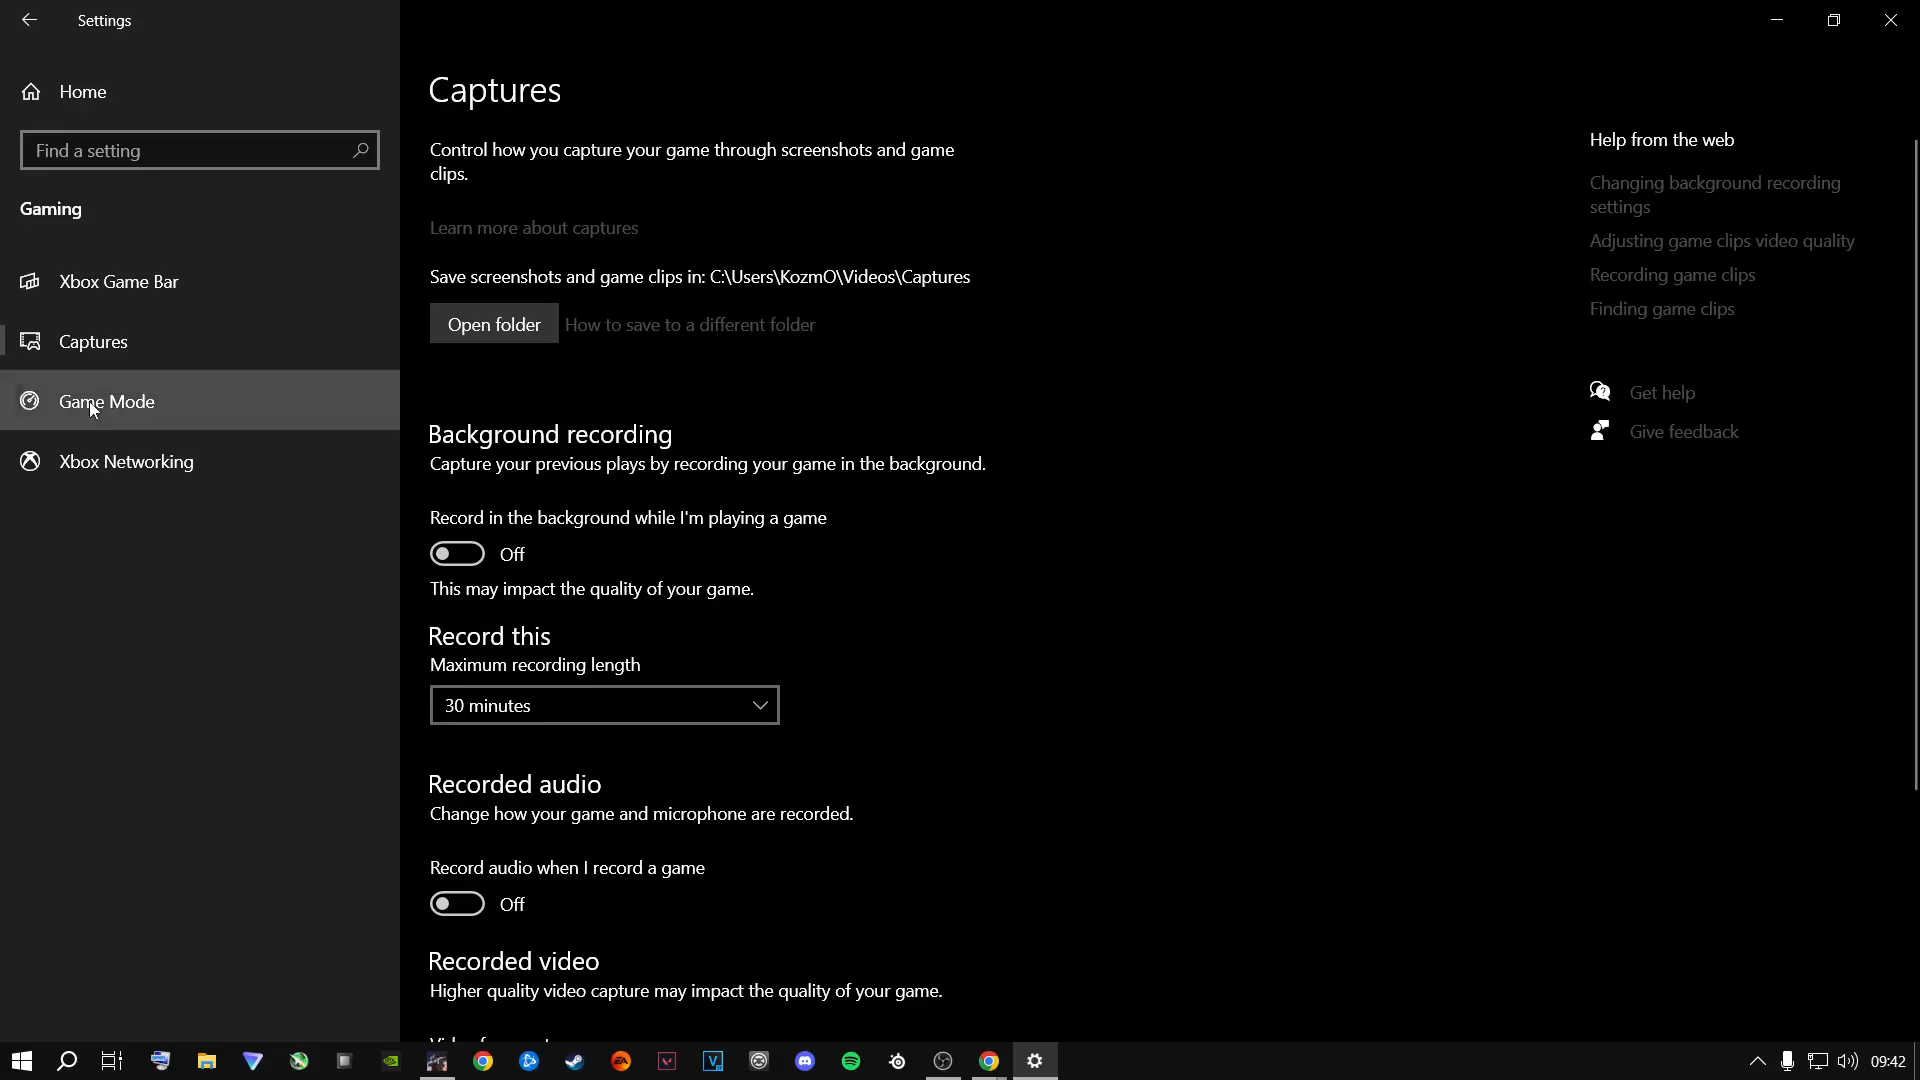 Settings
Home
Find a setting
Gaming
Xbox Game Bar
Captures
Game Mode
Xbox Networking
Captures
Control how you capture your game through screenshots and game
clips.
Learn more about captures
Save screenshots and game clips in: C:\Users\KozmO\Videos\Captures
Open folder
How to save to a different folder
Background recording
Capture your previous plays by recording your game in the background.
Record in the background while I'm playing a game
Off
This may impact the quality of your game.
Record this
Maximum recording length
30 minutes
Recorded audio
Change how your game and microphone are recorded.
Record audio when I record a game
Off
Recorded video
Higher quality video capture may impact the quality of your game.
Help from the web
Changing background recording
settings
Adjusting game clips video quality
Recording game clips
Finding game clips
Get help
Give feedback
09:42